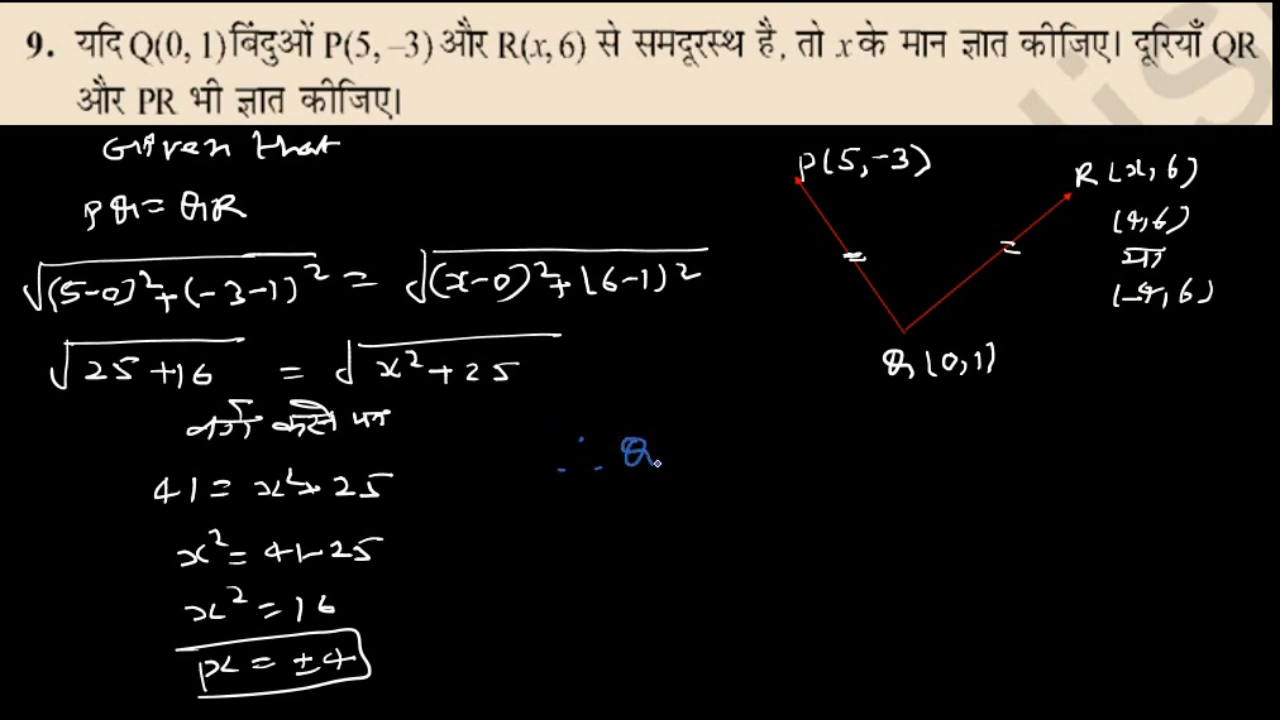 9. यदि Q(0, 1) बिंदुओं P(5, –3) और R(x, 6) से समदूरस्थ है, तो x के मान ज्ञात कीजिए। दूरियाँ QR
और PR भी ज्ञात कीजिए।
Given that
PQ = QR
√(5-0)²+(-3-1)² = √(x-0)²+(6-1)²
√25+16 = √x²+25
वर्ग करने पर
41 = x²+25
x² = 41-25
x² = 16
x = ±4
P(5,-3)
R(x,6)
(4,6)
या
(-4,6)
Q(0,1)
∴ Q